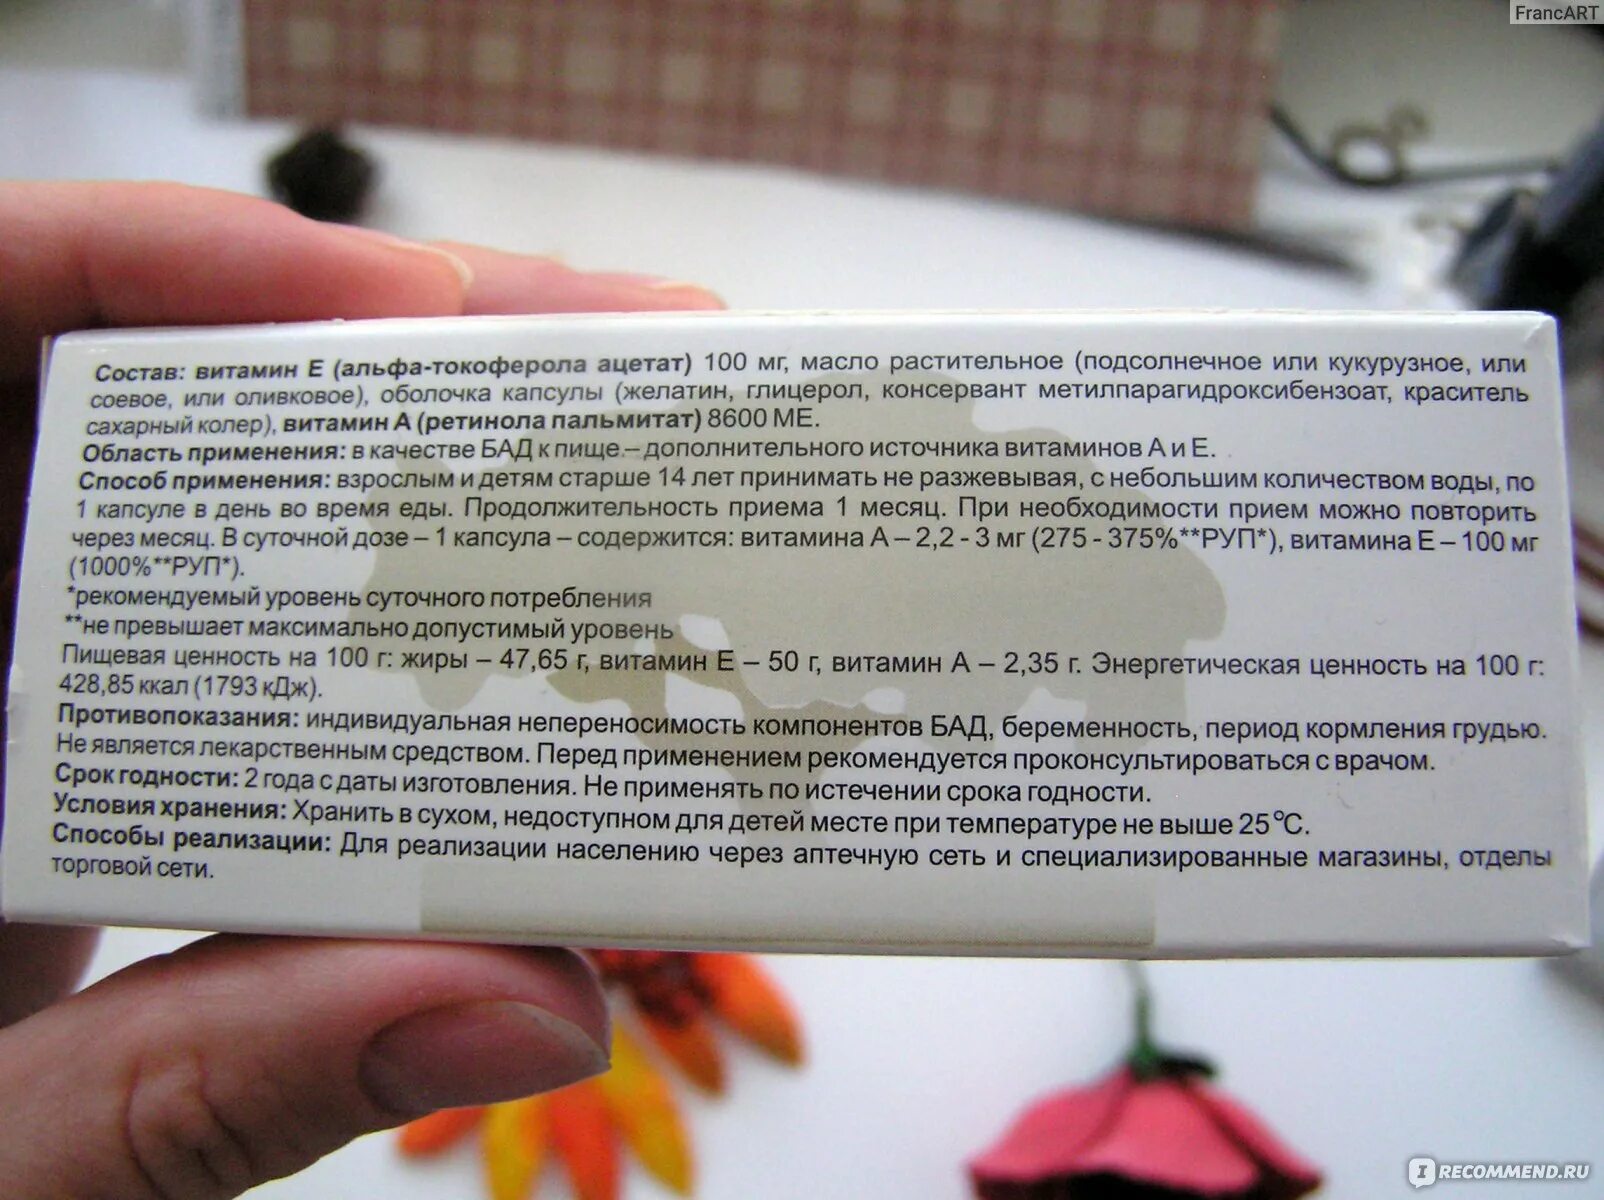 FrancART
Состав: витамин Е (альфа-токоферола ацетат) 100 мг, масло растительное (подсолнечное или кукурузное, или
соевое, или оливковое), оболочка капсулы (желатин, глицерол, консервант метилпарагидроксибензоат, краситель
сахарный колер), витамин А (ретинола пальмитат) 8600 МЕ.
Область применения: в качестве БАД к пище – дополнительного источника витаминов А и Е.
Способ применения: взрослым и детям старше 14 лет принимать не разжевывая, с небольшим количеством воды, по
1 капсуле в день во время еды. Продолжительность приема 1 месяц. При необходимости прием можно повторить
через месяц. В суточной дозе – 1 капсула – содержится: витамина А – 2,2 - 3 мг (275 - 375%**РУП*), витамина Е – 100 мг
(1000%**РУП*).
*рекомендуемый уровень суточного потребления
**не превышает максимально допустимый уровень
Пищевая ценность на 100 г: жиры – 47,65 г, витамин Е – 50 г, витамин А – 2,35 г. Энергетическая ценность на 100 г:
428,85 ккал (1793 кДж).
Противопоказания: индивидуальная непереносимость компонентов БАД, беременность, период кормления грудью.
Не является лекарственным средством. Перед применением рекомендуется проконсультироваться с врачом.
Срок годности: 2 года с даты изготовления. Не применять по истечении срока годности.
Условия хранения: Хранить в сухом, недоступном для детей месте при температуре не выше 25°С.
Способы реализации: Для реализации населению через аптечную сеть и специализированные магазины, отделы
торговой сети.
IRECOMMEND.RU